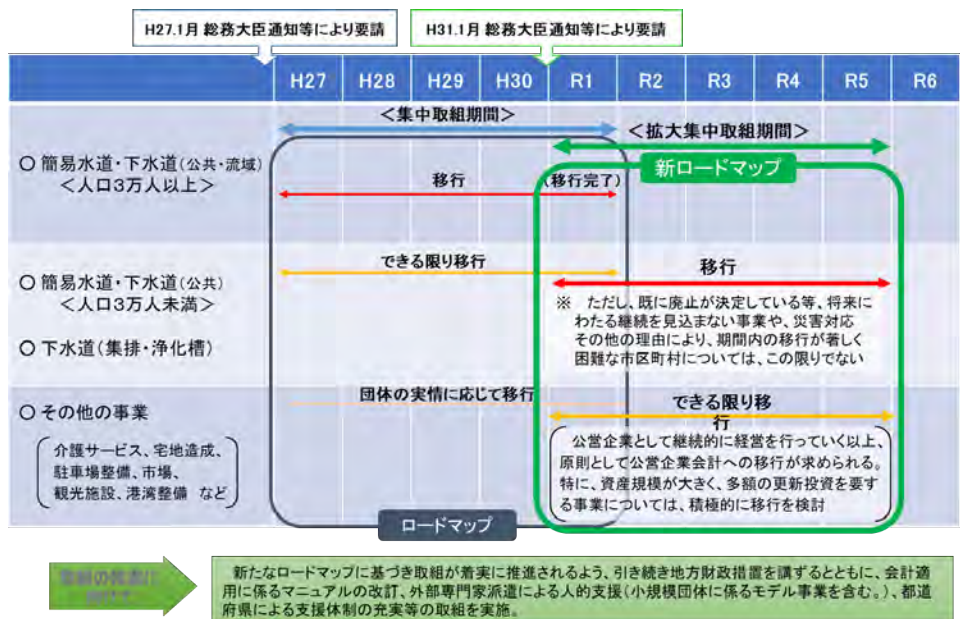 H27.1月 総務大臣通知等により要請
H31.1月 総務大臣通知等により要請
H27
H28
H29
H30
R1
R2
R3
R4
R5
R6
<集中取組期間>
<拡大集中取組期間>
新ロードマップ
○ 簡易水道・下水道(公共・流域)
<人口3万人以上>
移行
(移行完了)
○ 簡易水道・下水道(公共)
<人口3万人未満>
○ 下水道(集排・浄化槽)
できる限り移行
移行
※ ただし、既に廃止が決定している等、将来に
わたる継続を見込まない事業や、災害対応
その他の理由により、期間内の移行が著しく
困難な市区町村については、この限りでない
○ その他の事業
介護サービス、宅地造成、
駐車場整備、市場、
観光施設、港湾整備 など
団体の実情に応じて移行
できる限り移
行
公営企業として継続的に経営を行っていく以上、
原則として公営企業会計への移行が求められる。
特に、資産規模が大きく、多額の更新投資を要す
る事業については、積極的に移行を検討
ロードマップ
新たなロードマップに基づき取組が着実に推進されるよう、引き続き地方財政措置を講ずるとともに、会計適
用に係るマニュアルの改訂、外部専門家派遣による人的支援(小規模団体に係るモデル事業を含む。)、都道
府県による支援体制の充実等の取組を実施。